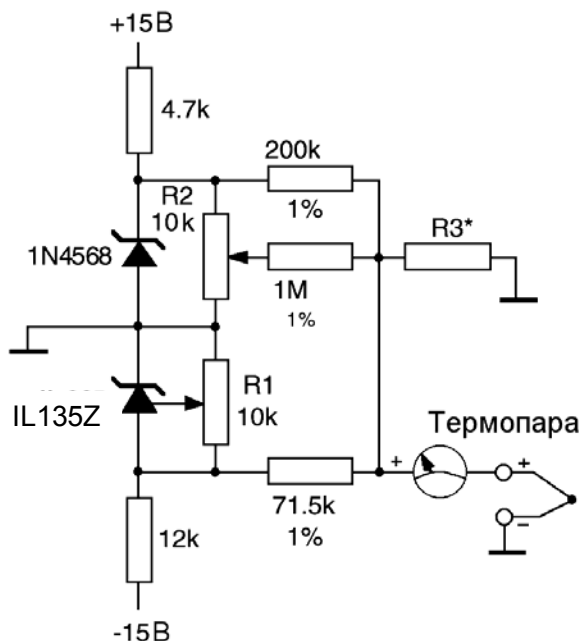 +15В
4.7k
200k
1%
R2
10k
1N4568
1M
1%
R3*
R1
10k
IL135Z
Термопара
+
+
−
71.5k
1%
12k
-15В